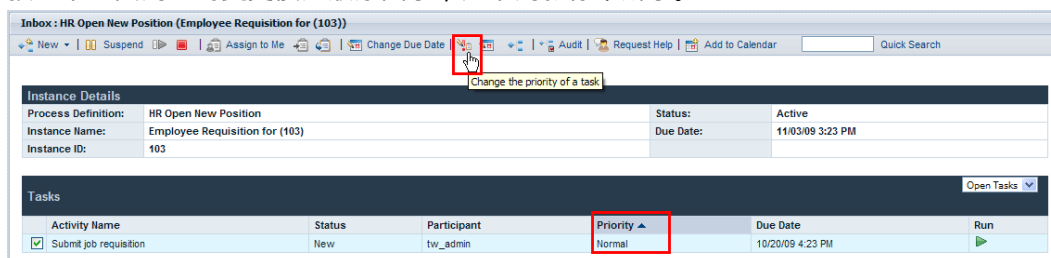 Inbox : HR Open New Position (Employee Requisition for (103))
New Suspend Assign to Me Change Due Date Audit Request Help Add to Calendar Quick Search
Change the priority of a task
Instance Details
Process Definition: HR Open New Position Status: Active
Instance Name: Employee Requisition for (103) Due Date: 11/03/09 3:23 PM
Instance ID: 103
Open Tasks
Tasks
Activity Name Status Participant Priority Due Date Run
Submit job requisition New tw_admin Normal 10/20/09 4:23 PM